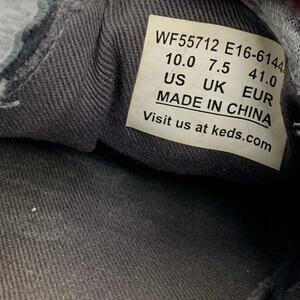 WF55712 E16-6144
10.0 7.5 41.0
US UK EUR
MADE IN CHINA
Visit us at keds.com